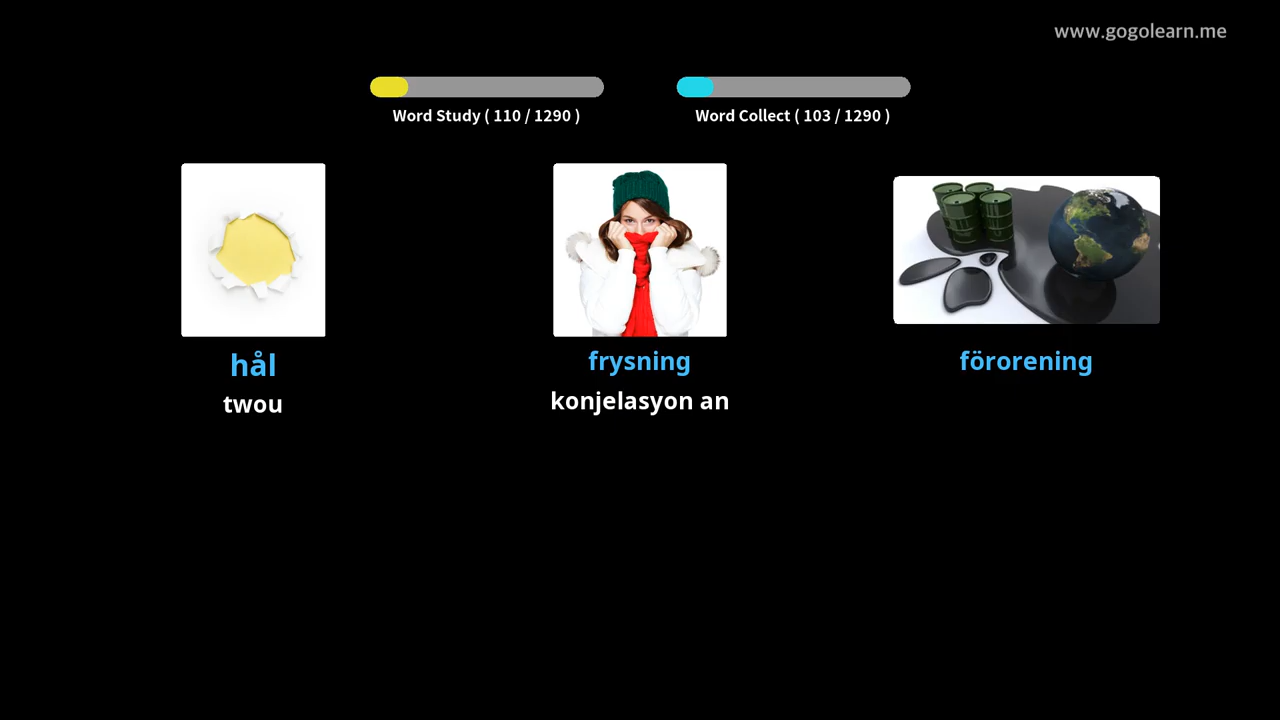 www.gogolearn.me
Word Study ( 110 / 1290 )
Word Collect ( 103 / 1290 )
hål
frysning
förorening
twou
konjelasyon an